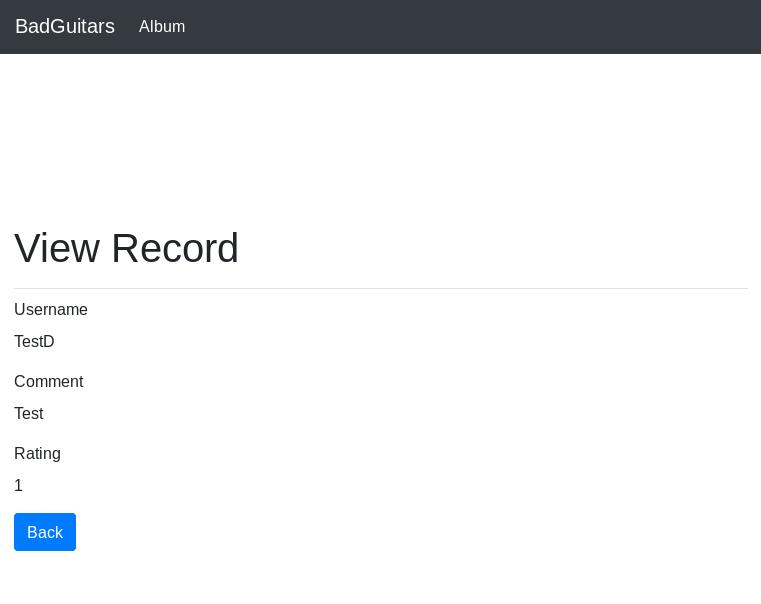 BadGuitars Album
View Record
Username
TestD
Comment
Test
Rating
1
Back